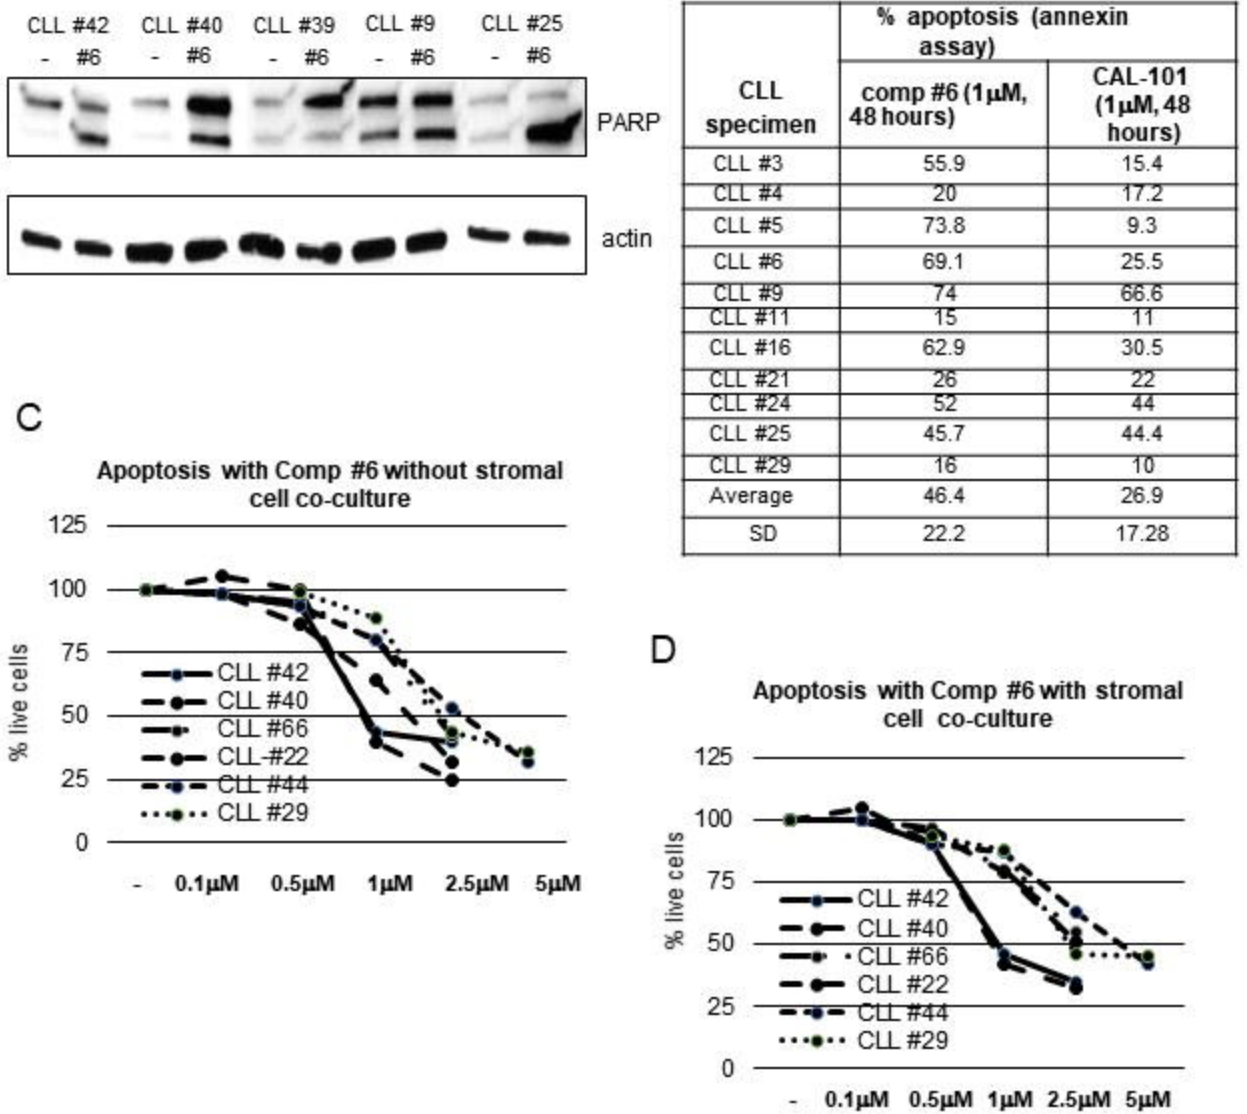 CLL #42 CLL #40 CLL #39 CLL #9 CLL #25
- #6 - #6 - #6 - #6 - #6
PARP
actin
% apoptosis (annexin
assay)
CLL
specimen
comp #6 (1µM,
48 hours)
CAL-101
(1µM, 48
hours)
CLL #3 55.9 15.4
CLL #4 20 17.2
CLL #5 73.8 9.3
CLL #6 69.1 25.5
CLL #9 74 66.6
CLL #11 15 11
CLL #16 62.9 30.5
CLL #21 26 22
CLL #24 52 44
CLL #25 45.7 44.4
CLL #29 16 10
Average 46.4 26.9
SD 22.2 17.28
C
Apoptosis with Comp #6 without stromal
cell co-culture
% live cells
125
100
75
50
25
0
CLL #42
CLL #40
CLL #66
CLL-#22
CLL #44
CLL #29
- 0.1µM 0.5µM 1µM 2.5µM 5µM
D
Apoptosis with Comp #6 with stromal
cell co-culture
% live cells
125
100
75
50
25
0
CLL #42
CLL #40
CLL #66
CLL #22
CLL #44
CLL #29
- 0.1µM 0.5µM 1µM 2.5µM 5µM